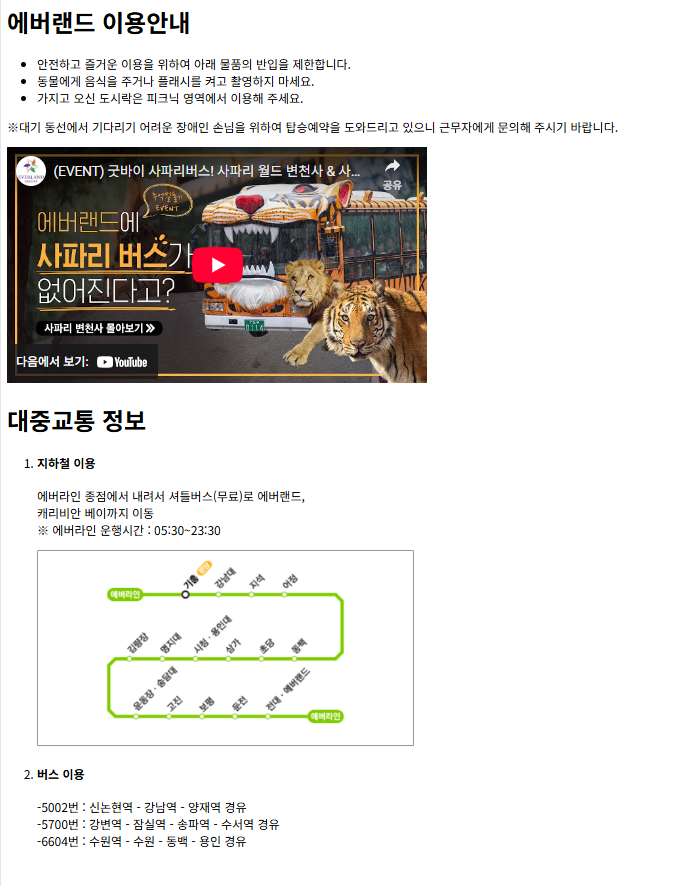 에버랜드 이용안내
안전하고 즐거운 이용을 위하여 아래 물품의 반입을 제한합니다.
동물에게 음식을 주거나 플래시를 켜고 촬영하지 마세요.
가지고 오신 도시락은 피크닉 영역에서 이용해 주세요.
※대기 동선에서 기다리기 어려운 장애인 손님을 위하여 탑승예약을 도와드리고 있으니 근무자에게 문의해 주시기 바랍니다.
EVERLAND
(EVENT) 굿바이 사파리버스! 사파리 월드 변천사 & 사...
공유
EVENT
에버랜드에
사파리 버스가
없어진다고?
사파리 변천사 몰아보기
다음에서 보기: YouTube
대중교통 정보
1. 지하철 이용
에버라인 종점에서 내려서 셔틀버스(무료)로 에버랜드,
캐리비안 베이까지 이동
※ 에버라인 운행시간 : 05:30~23:30
에버라인 기흥 강남대 지석 어정
김량장 명지대 시청 · 용인대 삼가 초당 동백
운동장 · 송담대 고진 보평 둔전 전대 · 에버랜드 에버라인
2. 버스 이용
-5002번 : 신논현역 - 강남역 - 양재역 경유
-5700번 : 강변역 - 잠실역 - 송파역 - 수서역 경유
-6604번 : 수원역 - 수원 - 동백 - 용인 경유